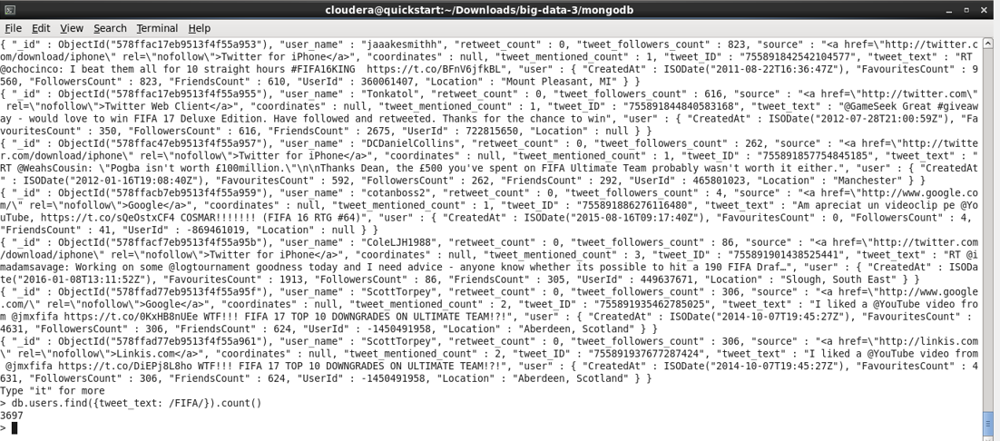 cloudera@quickstart:~/Downloads/big-data-3/mongodb
File Edit View Search Terminal Help
{ "_id" : ObjectId("578ffac17eb9513f4f55a953"), "user_name" : "jaaakesmithh", "retweet_count" : 0, "tweet_followers_count" : 823, "source" : "<a href=\"http://twitter.c
om/download/iphone\" rel=\"nofollow\">Twitter for iPhone</a>", "coordinates" : null, "tweet_mentioned_count" : 1, "tweet_ID" : "755891842542104577", "tweet_text" : "RT
@ochocinco: I beat them all for 10 straight hours #FIFA16KING  https://t.co/BFnV6jfkBL", "user" : { "CreatedAt" : ISODate("2011-08-22T16:36:47Z"), "FavouritesCount" : 9
560, "FollowersCount" : 823, "FriendsCount" : 610, "UserId" : 360061407, "Location" : "Mount Pleasant, MI" } }
{ "_id" : ObjectId("578ffac17eb9513f4f55a955"), "user_name" : "Tonkatol", "retweet_count" : 0, "tweet_followers_count" : 616, "source" : "<a href=\"http://twitter.com\"
rel=\"nofollow\">Twitter Web Client</a>", "coordinates" : null, "tweet_mentioned_count" : 1, "tweet_ID" : "755891844840583168", "tweet_text" : "@GameSeek Great #giveaw
ay - would love to win FIFA 17 Deluxe Edition. Have followed and retweeted. Thanks for the chance to win", "user" : { "CreatedAt" : ISODate("2012-07-28T21:00:59Z"), "Fa
vouritesCount" : 350, "FollowersCount" : 616, "FriendsCount" : 2675, "UserId" : 722815650, "Location" : null } }
{ "_id" : ObjectId("578ffac47eb9513f4f55a957"), "user_name" : "DCDanielCollins", "retweet_count" : 0, "tweet_followers_count" : 262, "source" : "<a href=\"http://twitte
r.com/download/iphone\" rel=\"nofollow\">Twitter for iPhone</a>", "coordinates" : null, "tweet_mentioned_count" : 1, "tweet_ID" : "755891857754845185", "tweet_text" : "
RT @WeahsCousin: \"Pogba isn't worth £100million.\"\n\nThanks Dean, the £500 you've spent on FIFA Ultimate Team probably wasn't worth it either.", "user" : { "CreatedAt
" : ISODate("2012-01-16T19:08:40Z"), "FavouritesCount" : 592, "FollowersCount" : 262, "FriendsCount" : 292, "UserId" : 465801023, "Location" : "Manchester" } }
{ "_id" : ObjectId("578ffacb7eb9513f4f55a959"), "user_name" : "cotanboss2", "retweet_count" : 0, "tweet_followers_count" : 4, "source" : "<a href=\"http://www.google.co
m/\" rel=\"nofollow\">Google</a>", "coordinates" : null, "tweet_mentioned_count" : 1, "tweet_ID" : "755891886276116480", "tweet_text" : "Am apreciat un videoclip pe @Yo
uTube, https://t.co/sQeOstxCF4 COSMAR!!!!!!! (FIFA 16 RTG #64)", "user" : { "CreatedAt" : ISODate("2015-08-16T09:17:40Z"), "FavouritesCount" : 0, "FollowersCount" : 4,
"FriendsCount" : 41, "UserId" : -869461019, "Location" : null } }
{ "_id" : ObjectId("578fface7eb9513f4f55a95b"), "user_name" : "ColeLJH1988", "retweet_count" : 0, "tweet_followers_count" : 86, "source" : "<a href=\"http://twitter.com
/download/iphone\" rel=\"nofollow\">Twitter for iPhone</a>", "coordinates" : null, "tweet_mentioned_count" : 3, "tweet_ID" : "755891901438525441", "tweet_text" : "RT @i
madamsavage: Working on some @logtournament goodness today and I need advice - anyone know whether its possible to hit a 190 FIFA Draf…", "user" : { "CreatedAt" : ISODa
te("2016-01-08T13:11:52Z"), "FavouritesCount" : 1913, "FollowersCount" : 86, "FriendsCount" : 305, "UserId" : 449637671, "Location" : "Slough, South East" } }
{ "_id" : ObjectId("578ffad67eb9513f4f55a95f"), "user_name" : "ScottTorpey", "retweet_count" : 0, "tweet_followers_count" : 306, "source" : "<a href=\"http://www.google
.com/\" rel=\"nofollow\">Google</a>", "coordinates" : null, "tweet_mentioned_count" : 2, "tweet_ID" : "755891935462785025", "tweet_text" : "I liked a @YouTube video fro
m @jmxfifa https://t.co/0KxHB8nUEe WTF!!! FIFA 17 TOP 10 DOWNGRADES ON ULTIMATE TEAM!?!", "user" : { "CreatedAt" : ISODate("2014-10-07T19:45:27Z"), "FavouritesCount" :
4631, "FollowersCount" : 306, "FriendsCount" : 624, "UserId" : -1450491958, "Location" : "Aberdeen, Scotland" } }
{ "_id" : ObjectId("578ffad77eb9513f4f55a961"), "user_name" : "ScottTorpey", "retweet_count" : 0, "tweet_followers_count" : 306, "source" : "<a href=\"http://linkis.com
\" rel=\"nofollow\">Linkis.com</a>", "coordinates" : null, "tweet_mentioned_count" : 2, "tweet_ID" : "755891937677287424", "tweet_text" : "I liked a @YouTube video from
@jmxfifa https://t.co/DiiEPj8L8ho WTF!!! FIFA 17 TOP 10 DOWNGRADES ON ULTIMATE TEAM!?!", "user" : { "CreatedAt" : ISODate("2014-10-07T19:45:27Z"), "FavouritesCount" : 4
631, "FollowersCount" : 306, "FriendsCount" : 624, "UserId" : -1450491958, "Location" : "Aberdeen, Scotland" } }
Type "it" for more
> db.users.find({tweet_text: /FIFA/}).count()
3697
>